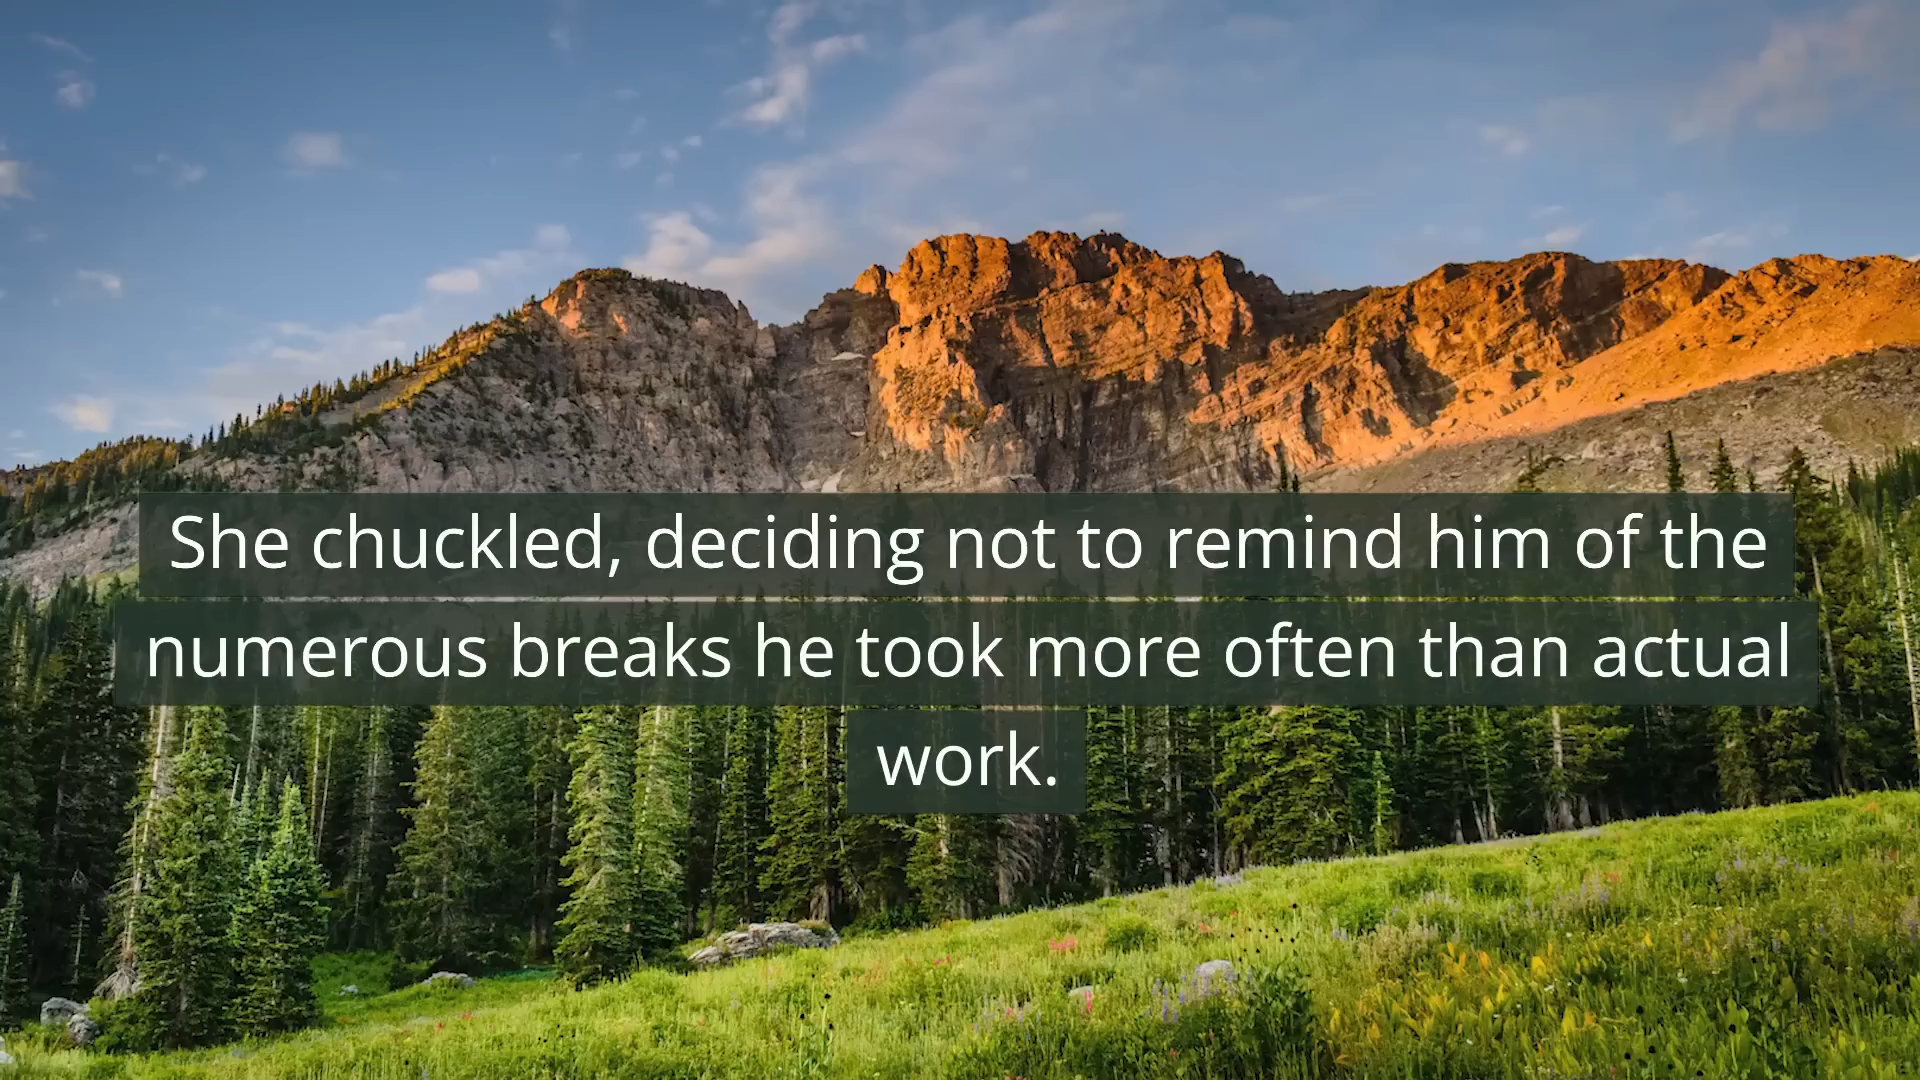 She chuckled, deciding not to remind him of the
numerous breaks he took more often than actual
work.